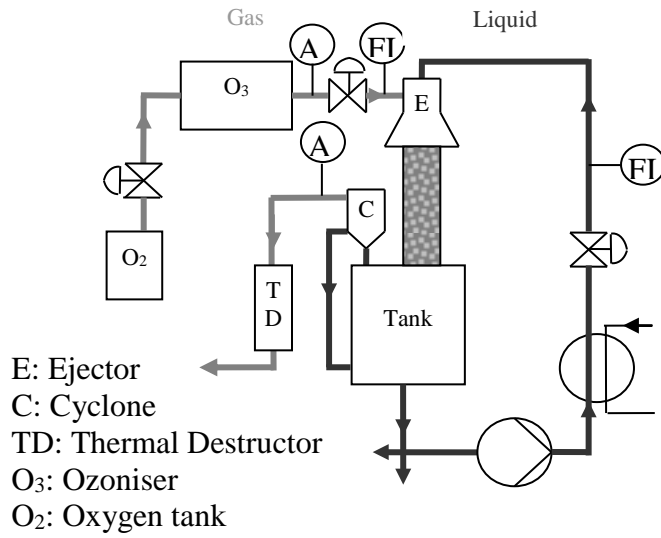 Gas
Liquid
A
FI
O₃
E
A
FI
C
O₂
T
D
Tank
E: Ejector
C: Cyclone
TD: Thermal Destructor
O₃: Ozoniser
O₂: Oxygen tank